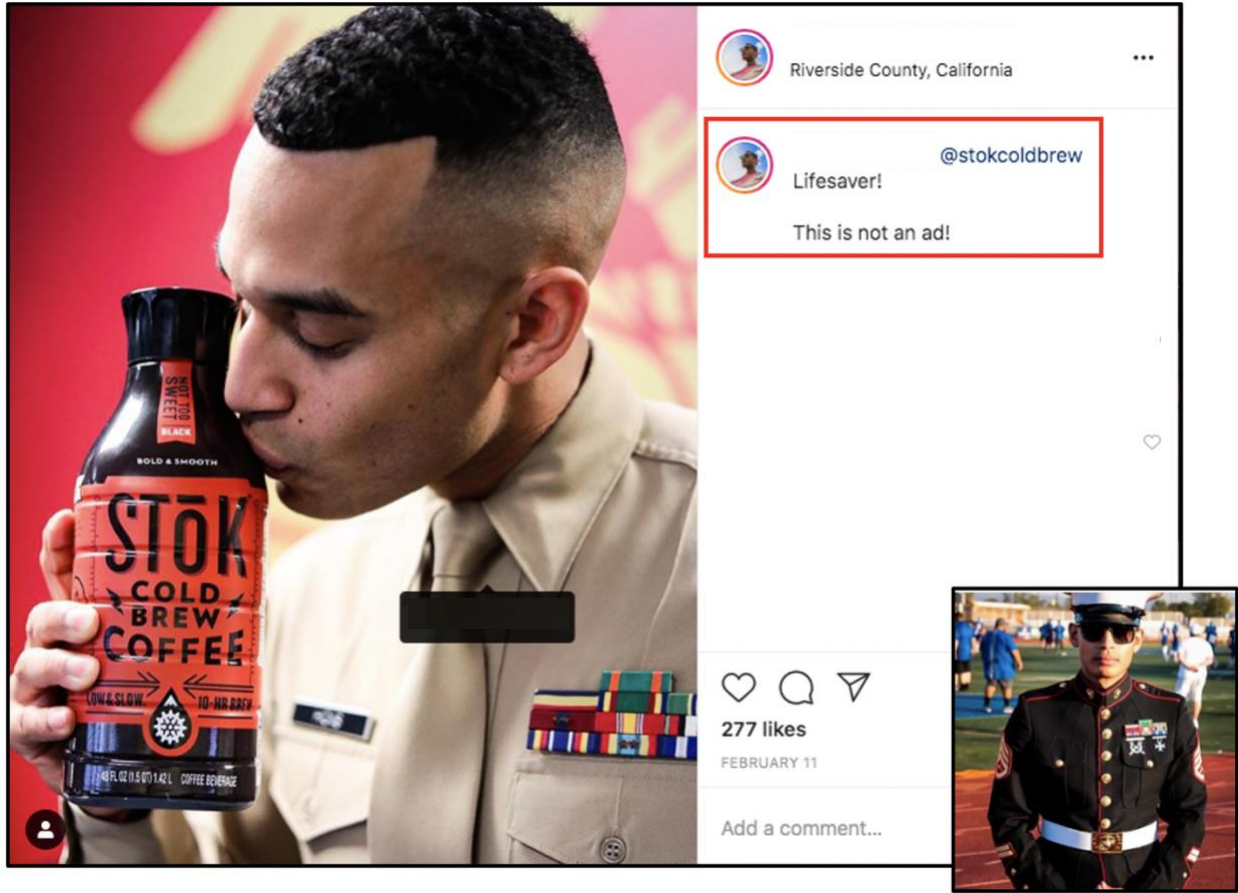 Riverside County, California
@stokcoldbrew
Lifesaver!
This is not an ad!
NOT TOO
SWEET
BLACK
BOLD & SMOOTH
STōK
COLD
BREW
COFFEE
LOW & SLOW
10-HR BREW
48 FL OZ (1.5 QT) 1.42 L COFFEE BEVERAGE
277 likes
FEBRUARY 11
Add a comment...